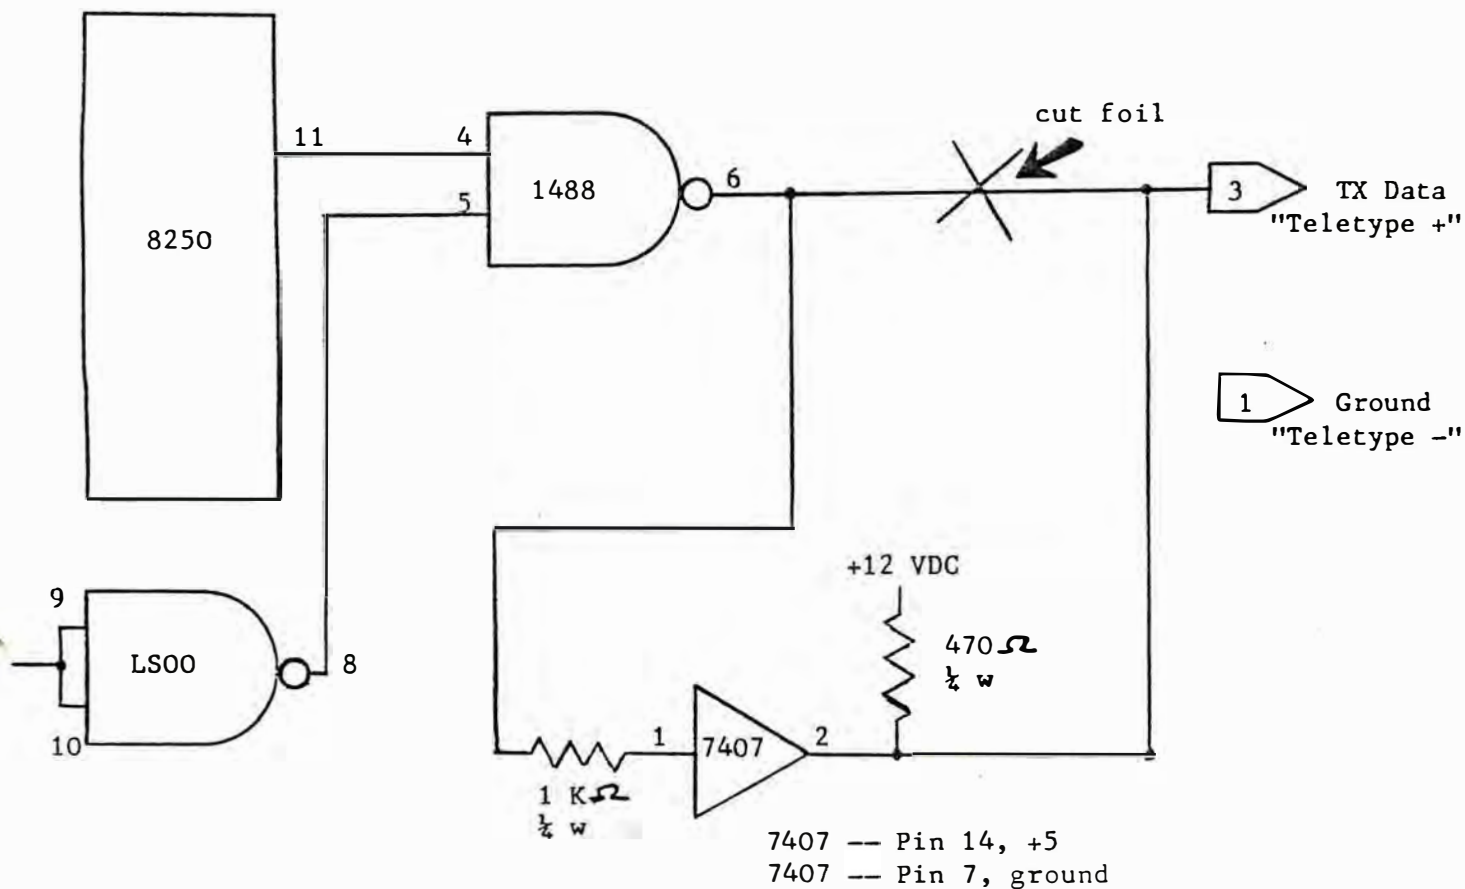 cut foil
11
4
1488
6
3
TX Data
"Teletype +"
5
8250
1
Ground
"Teletype -"
+12 VDC
9
LS00
8
470 Ω
¼ w
10
1
7407
2
1 KΩ
¼ w
7407 -- Pin 14, +5
7407 -- Pin 7, ground